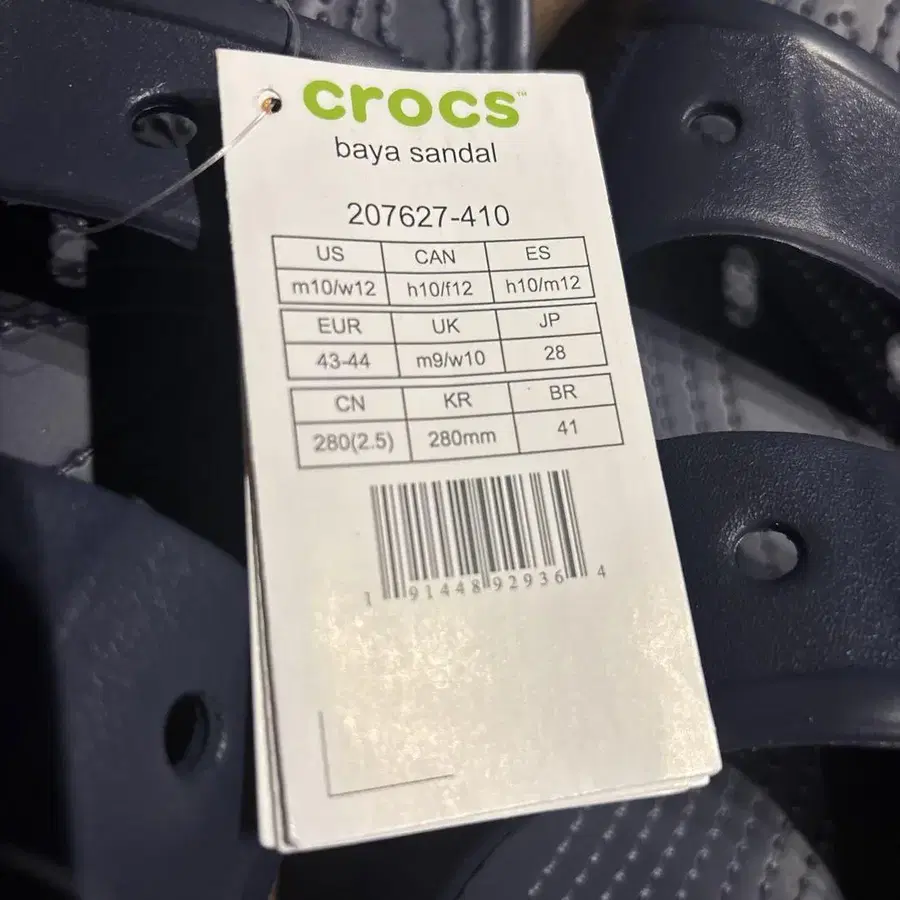 crocs™
baya sandal
207627-410
US CAN ES
m10/w12 h10/f12 h10/m12
EUR UK JP
43-44 m9/w10 28
CN KR BR
280(2.5) 280mm 41
1 91448 92936 4